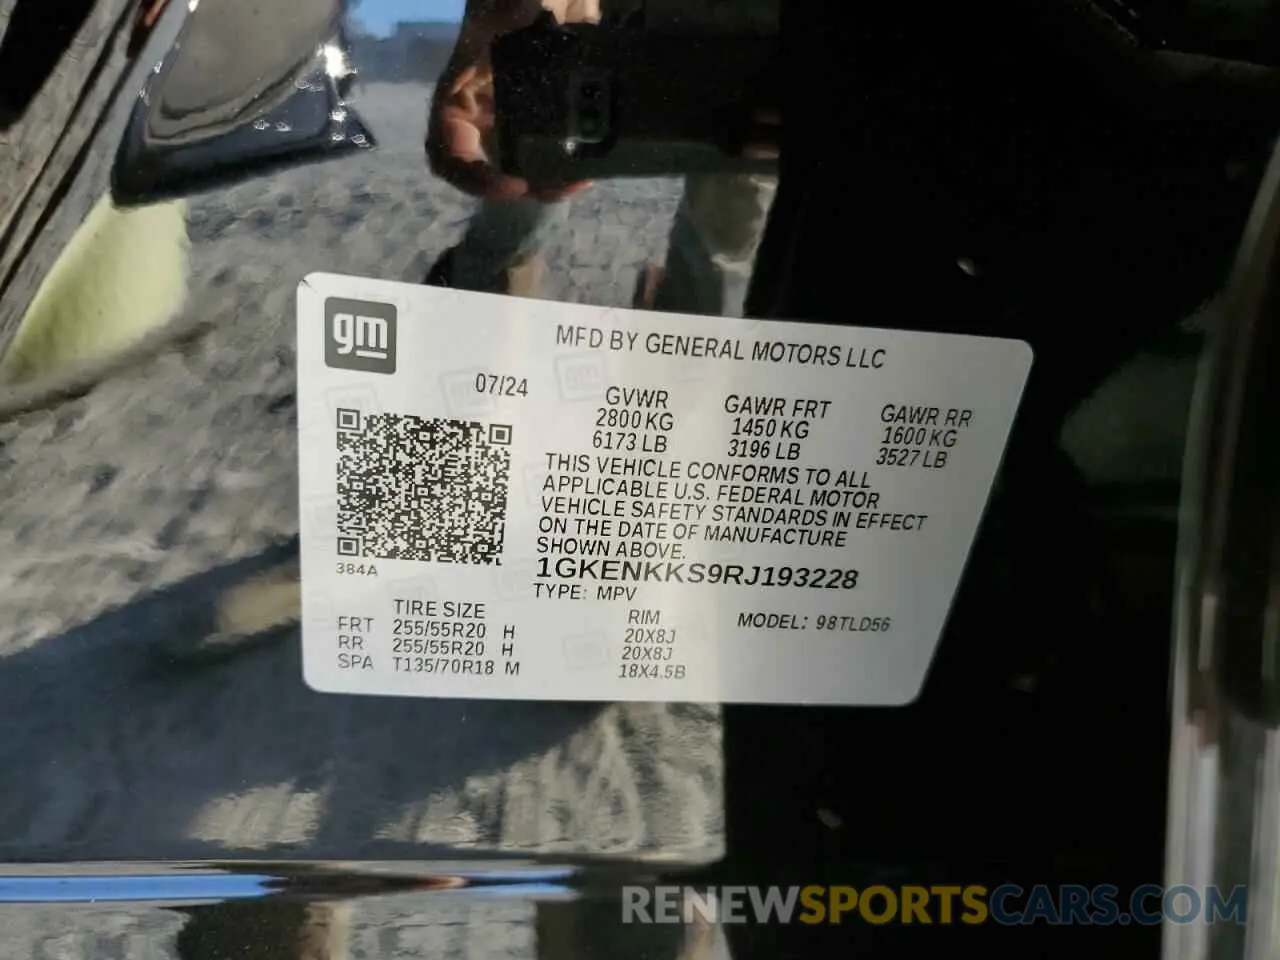 gm
MFD BY GENERAL MOTORS LLC
07/24
GVWR GAWR FRT GAWR RR
2800 KG 1450 KG 1600 KG
6173 LB 3196 LB 3527 LB
THIS VEHICLE CONFORMS TO ALL
APPLICABLE U.S. FEDERAL MOTOR
VEHICLE SAFETY STANDARDS IN EFFECT
ON THE DATE OF MANUFACTURE
SHOWN ABOVE.
384A
1GKENKKS9RJ193228
TYPE: MPV
TIRE SIZE RIM MODEL: 98TLD56
FRT 255/55R20 H 20X8J
RR 255/55R20 H 20X8J
SPA T135/70R18 M 18X4.5B
RENEWSPORTSCARS.COM